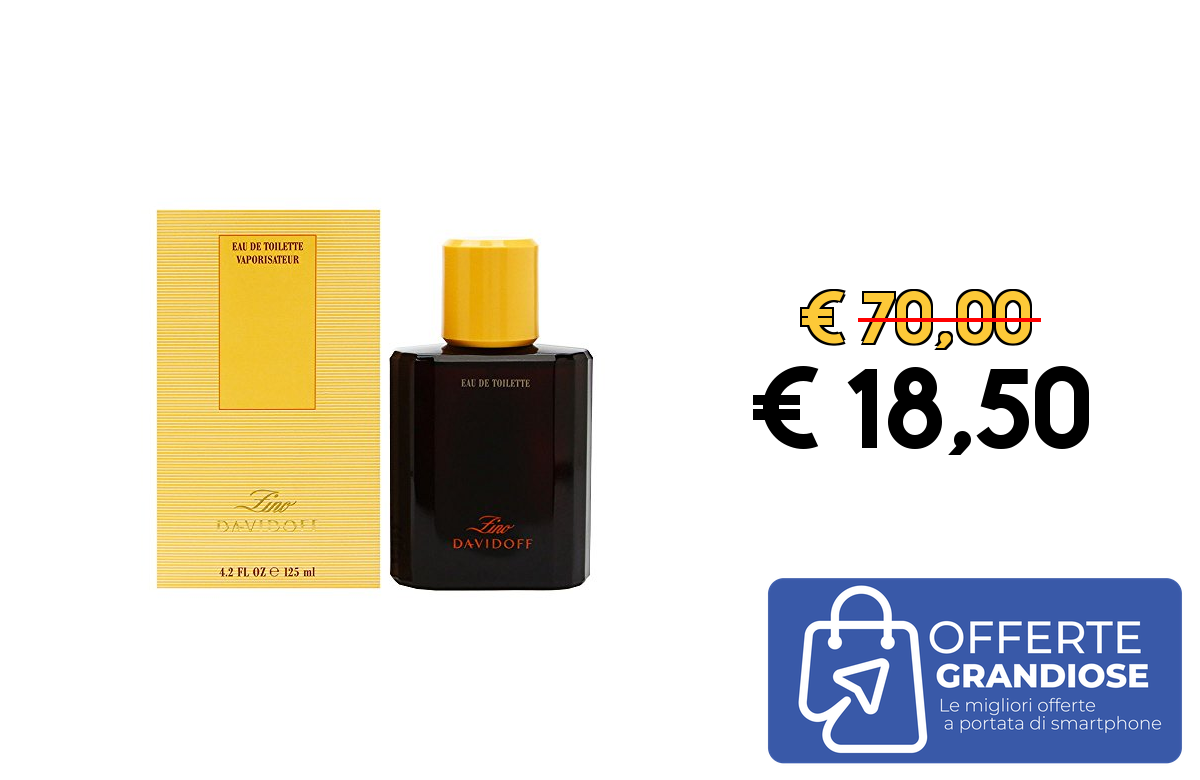 EAU DE TOILETTE
VAPORISATEUR
Zino
DAVIDOFF
4.2 FL OZ ℮ 125 ml
EAU DE TOILETTE
Zino
DAVIDOFF
€ 70,00
€ 18,50
OFFERTE
GRANDIOSE
Le migliori offerte
a portata di smartphone